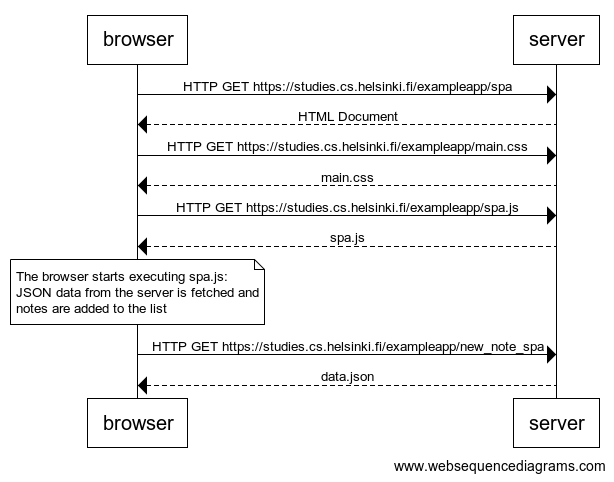 browser server
HTTP GET https://studies.cs.helsinki.fi/exampleapp/spa
HTML Document
HTTP GET https://studies.cs.helsinki.fi/exampleapp/main.css
main.css
HTTP GET https://studies.cs.helsinki.fi/exampleapp/spa.js
spa.js
The browser starts executing spa.js:
JSON data from the server is fetched and
notes are added to the list
HTTP GET https://studies.cs.helsinki.fi/exampleapp/new_note_spa
data.json
browser server
www.websequencediagrams.com